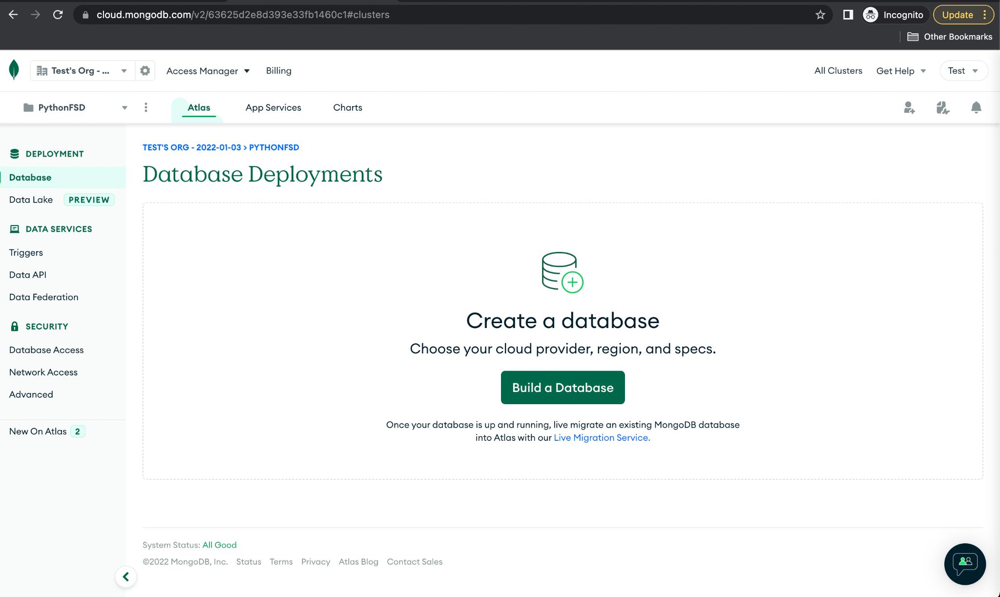 cloud.mongodb.com/v2/63625d2e8d393e33fb1460c1#clusters
Incognito
Update
Other Bookmarks
Test's Org - ...
Access Manager
Billing
All Clusters
Get Help
Test
PythonFSD
Atlas
App Services
Charts
DEPLOYMENT
Database
Data Lake PREVIEW
DATA SERVICES
Triggers
Data API
Data Federation
SECURITY
Database Access
Network Access
Advanced
New On Atlas 2
TEST'S ORG - 2022-01-03 > PYTHONFSD
Database Deployments
Create a database
Choose your cloud provider, region, and specs.
Build a Database
Once your database is up and running, live migrate an existing MongoDB database
into Atlas with our Live Migration Service.
System Status: All Good
©2022 MongoDB, Inc. Status Terms Privacy Atlas Blog Contact Sales